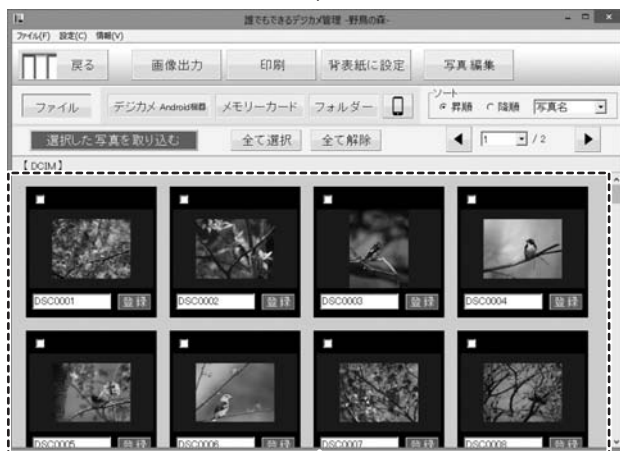 誰でもできるデジカメ管理 -野鳥の森-
ファイル(F) 設定(C) 情報(V)
戻る 画像出力 印刷 背表紙に設定 写真編集
ファイル デジカメ Android機器 メモリーカード フォルダー ソート 昇順 降順 写真名
選択した写真を取り込む 全て選択 全て解除 1 / 2
【DCIM】
DSC0001 登録 DSC0002 登録 DSC0003 登録 DSC0004 登録
DSC0005 登録 DSC0006 登録 DSC0007 登録 DSC0008 登録